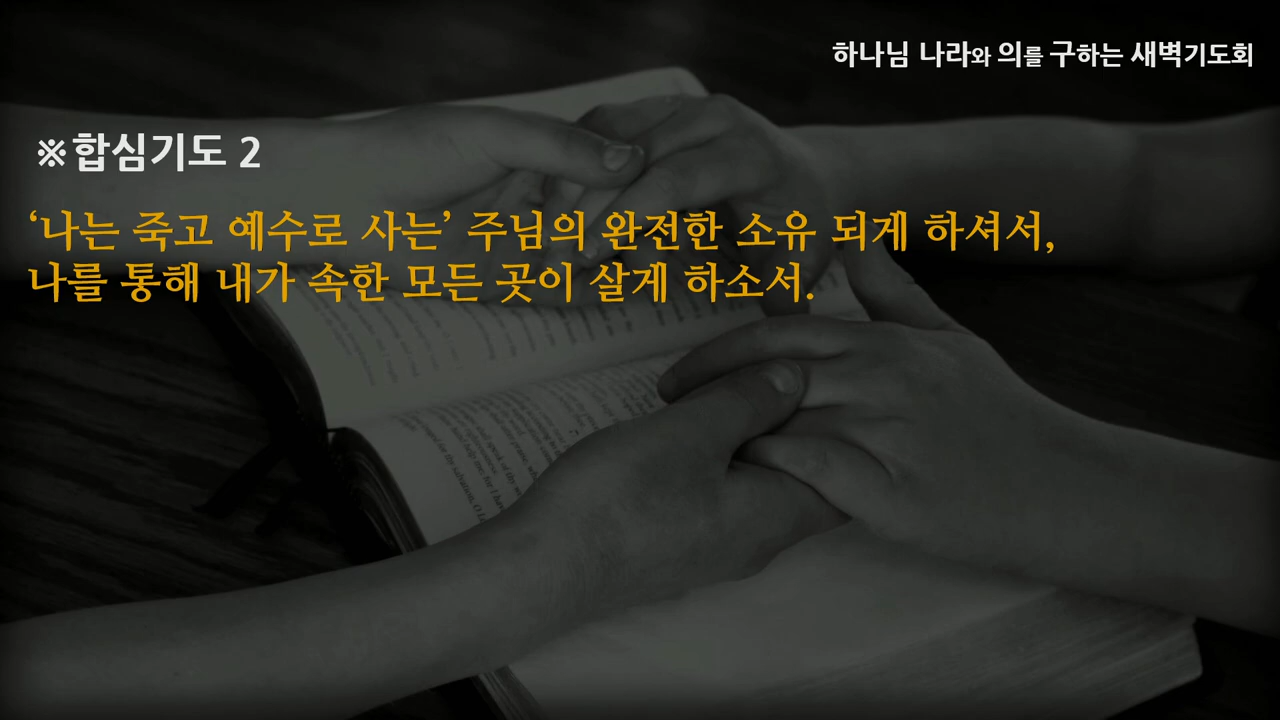 하나님 나라와 의를 구하는 새벽기도회
※합심기도 2
‘나는 죽고 예수로 사는’ 주님의 완전한 소유 되게 하셔서,
나를 통해 내가 속한 모든 곳이 살게 하소서.